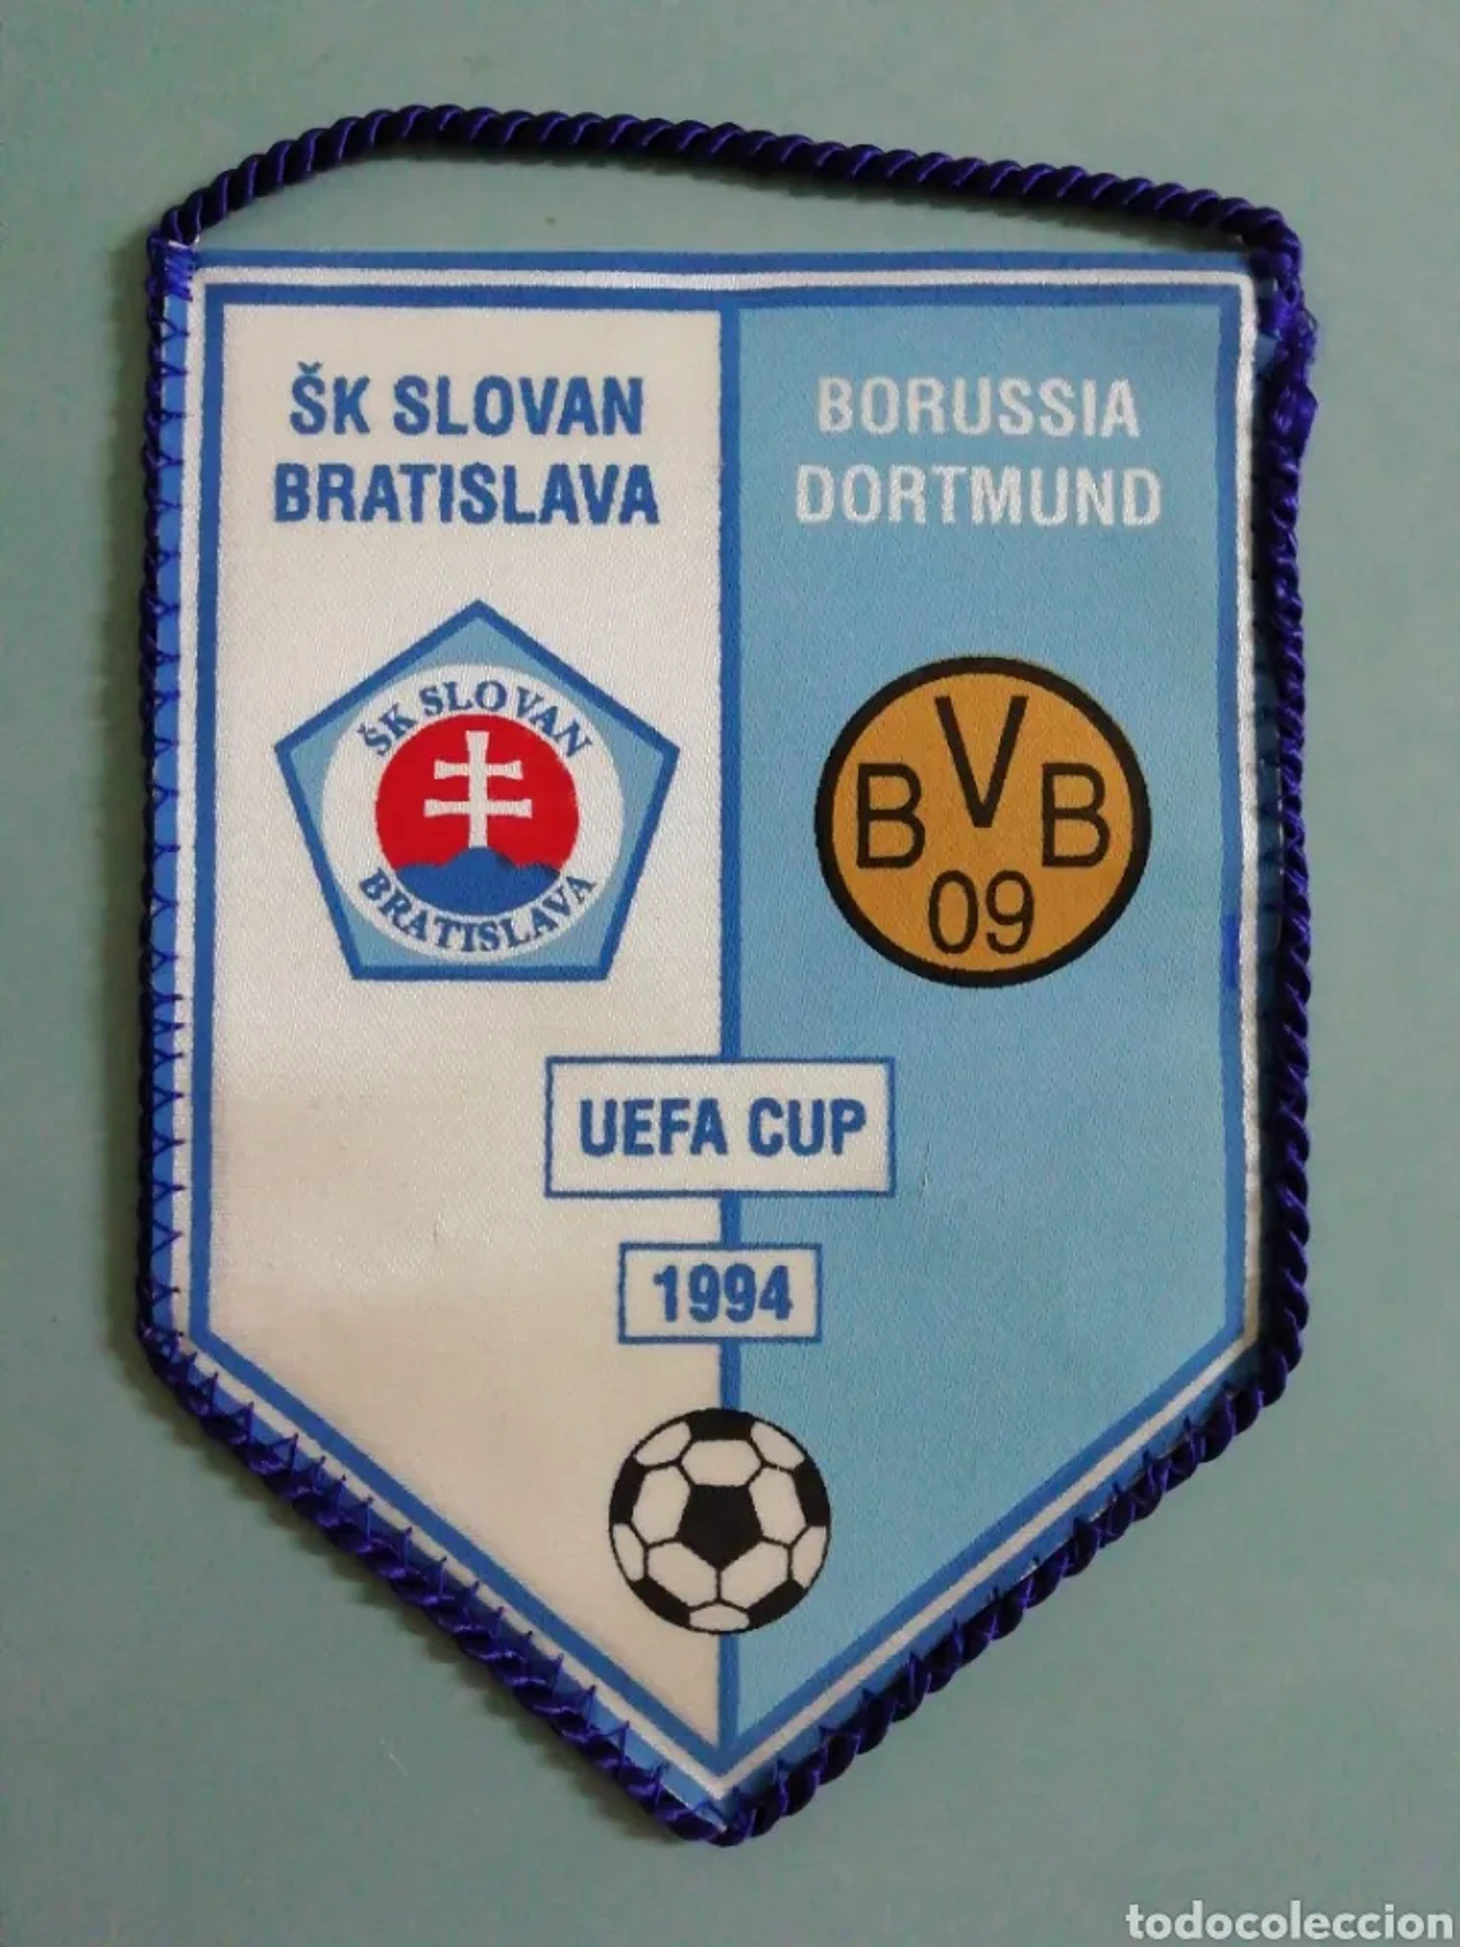 ŠK SLOVAN
BRATISLAVA
BORUSSIA
DORTMUND
ŠK SLOVAN
BRATISLAVA
BVB
09
UEFA CUP
1994
todocoleccion